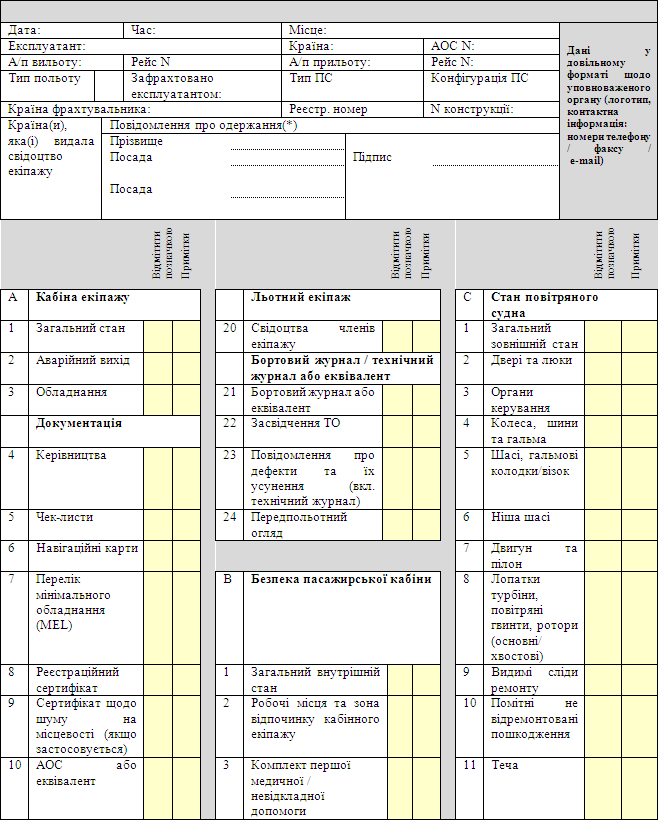 Дата:
Час:
Місце:
Експлуатант:
Країна:
АОС N:
А/п вильоту:
Рейс N
А/п прильоту:
Рейс N:
Тип польоту
Зафрахтовано
експлуатантом:
Тип ПС
Конфігурація ПС
Країна фрахтувальника:
Реєстр. номер
N конструкції:
Країна(и),
яка(і) видала
свідоцтво
екіпажу
Повідомлення про одержання(*)
Прізвище
Посада
Підпис
Посада
Дані у
довільному
форматі щодо
уповноваженого
органу (логотип,
контактна
інформація:
номери телефону
/ факсу /
e-mail)
Відмітити
позначкою
Примітки
Відмітити
позначкою
Примітки
Відмітити
позначкою
Примітки
A
Кабіна екіпажу
1
Загальний стан
2
Аварійний вихід
3
Обладнання
Документація
4
Керівництва
5
Чек-листи
6
Навігаційні карти
7
Перелік
мінімального
обладнання
(MEL)
8
Реєстраційний
сертифікат
9
Сертифікат щодо
шуму на
місцевості (якщо
застосовується)
10
АОС або
еквівалент
Льотний екіпаж
20
Свідоцтва членів
екіпажу
Бортовий журнал / технічний
журнал або еквівалент
21
Бортовий журнал або
еквівалент
22
Засвідчення ТО
23
Повідомлення про
дефекти та їх
усунення (вкл.
технічний журнал)
24
Передпольотний
огляд
B
Безпека пасажирської кабіни
1
Загальний внутрішній
стан
2
Робочі місця та зона
відпочинку кабінного
екіпажу
3
Комплект першої
медичної /
невідкладної
допомоги
C
Стан повітряного
судна
1
Загальний
зовнішній стан
2
Двері та люки
3
Органи
керування
4
Колеса, шини
та гальма
5
Шасі, гальмові
колодки/візок
6
Ніша шасі
7
Двигун та
пілон
8
Лопатки
турбіни,
повітряні
гвинти, ротори
(основні/
хвостові)
9
Видимі сліди
ремонту
10
Помітні не
відремонтовані
пошкодження
11
Теча